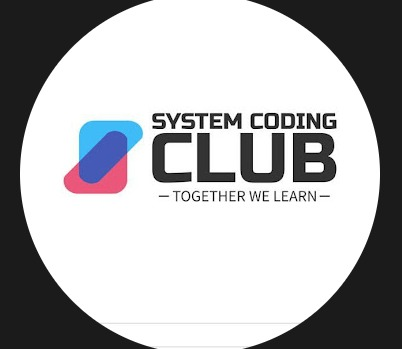 SYSTEM CODING
CLUB
– TOGETHER WE LEARN –